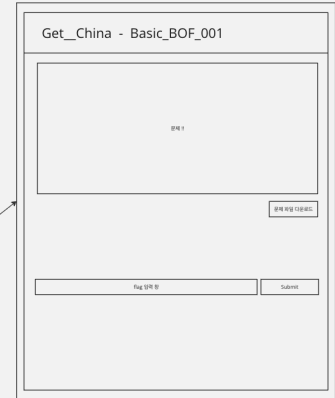 Get__China - Basic_BOF_001
문제 !!
문제 파일 다운로드
flag 입력 창
Submit